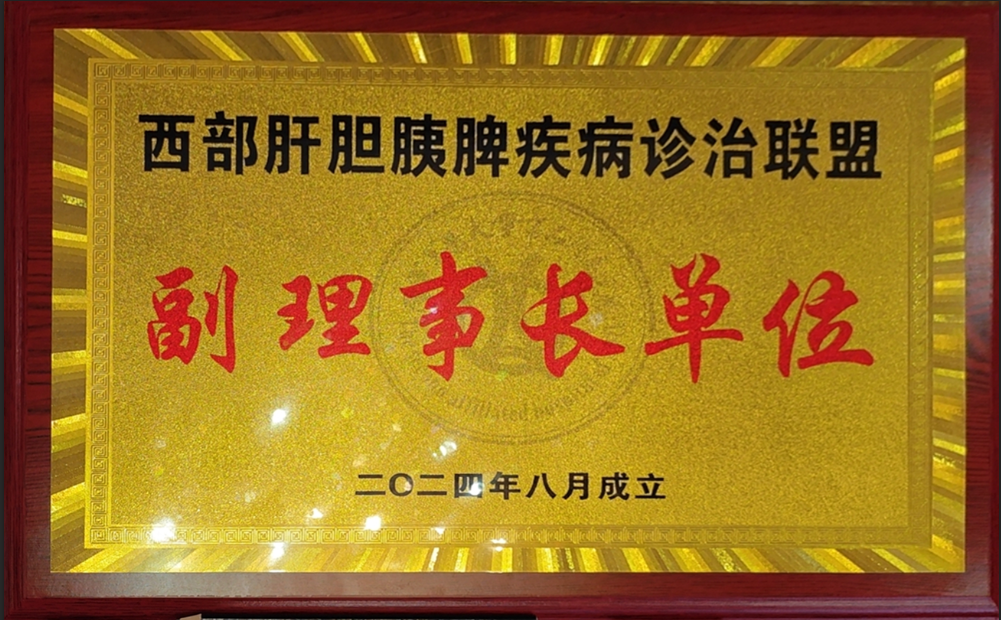 西部肝胆胰脾疾病诊治联盟
副理事长单位
二〇二四年八月成立